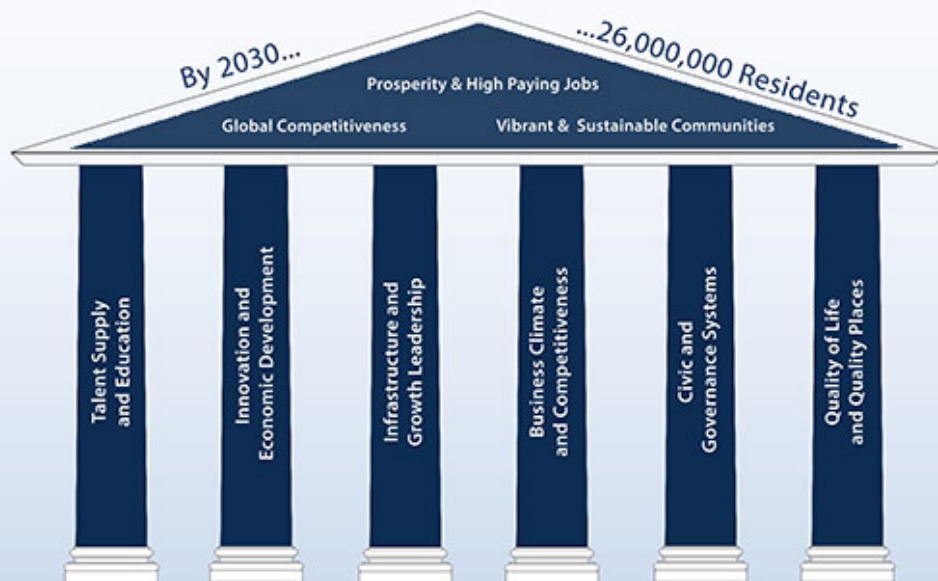 By 2030...
...26,000,000 Residents
Prosperity & High Paying Jobs
Global Competitiveness
Vibrant & Sustainable Communities
Talent Supply
and Education
Innovation and
Economic Development
Infrastructure and
Growth Leadership
Business Climate
and Competitiveness
Civic and
Governance Systems
Quality of Life
and Quality Places